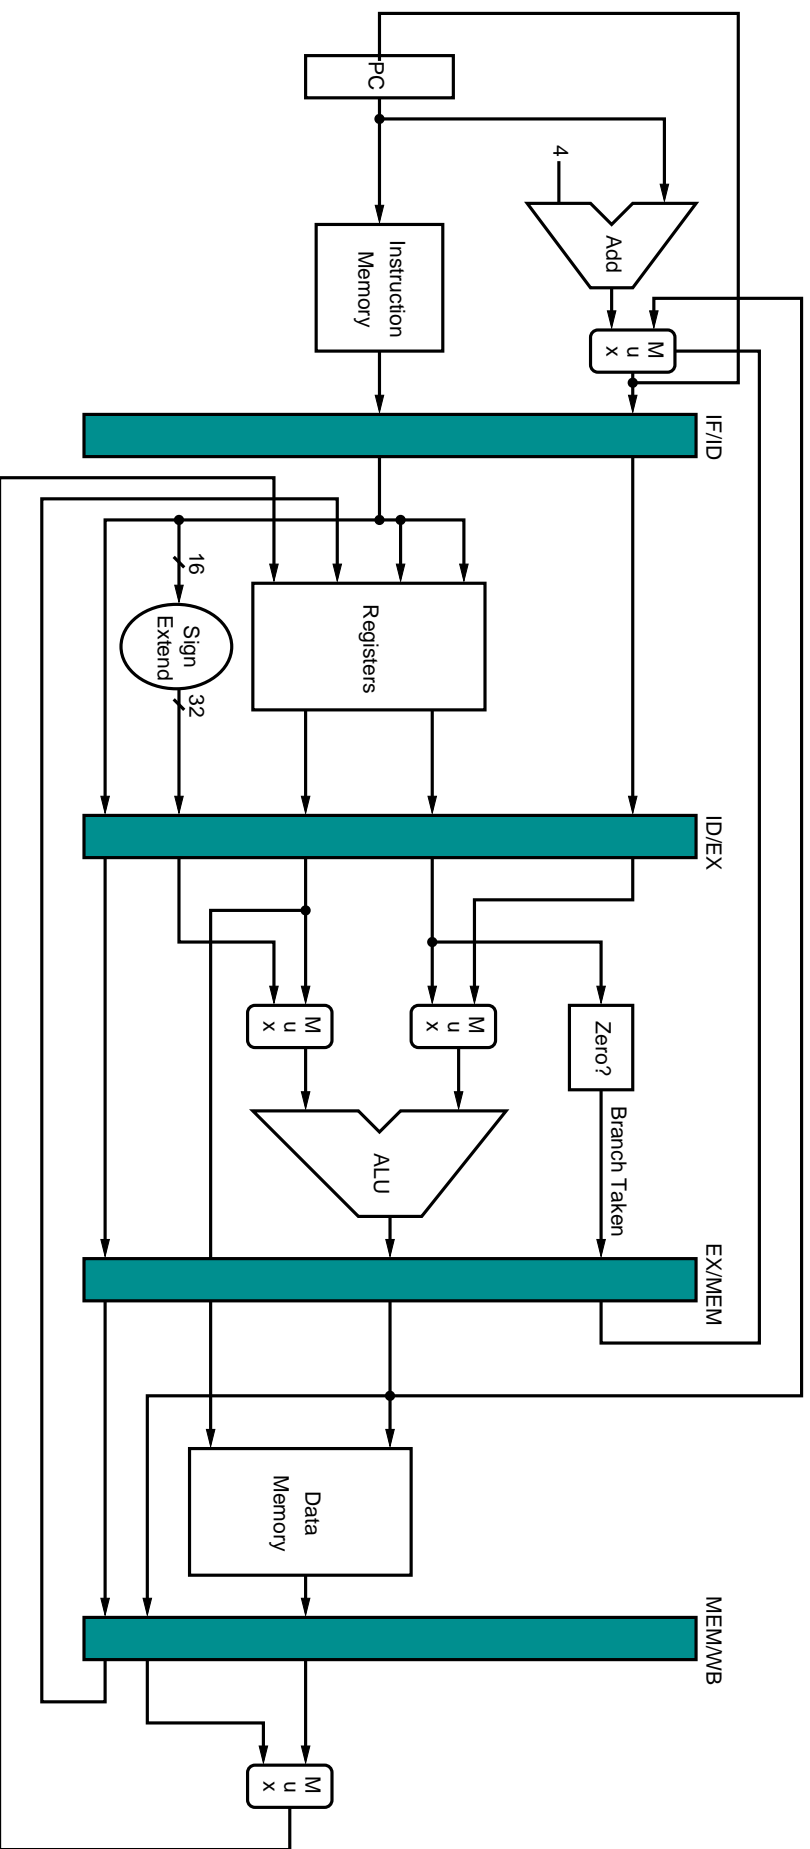 PC
4
Add
Instruction
Memory
M
u
x
IF/ID
16
Sign
Extend
32
Registers
ID/EX
M
u
x
M
u
x
Zero?
Branch Taken
ALU
EX/MEM
Data
Memory
MEM/WB
M
u
x